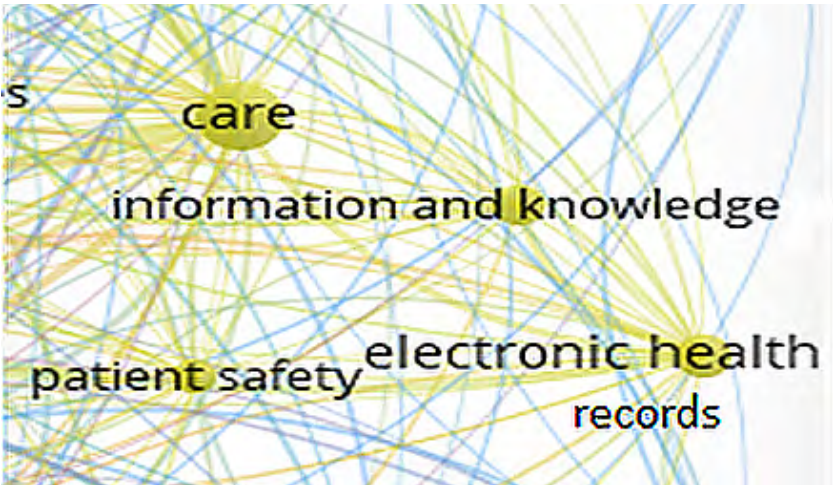 s
care
information and knowledge
electronic health
patient safety
records